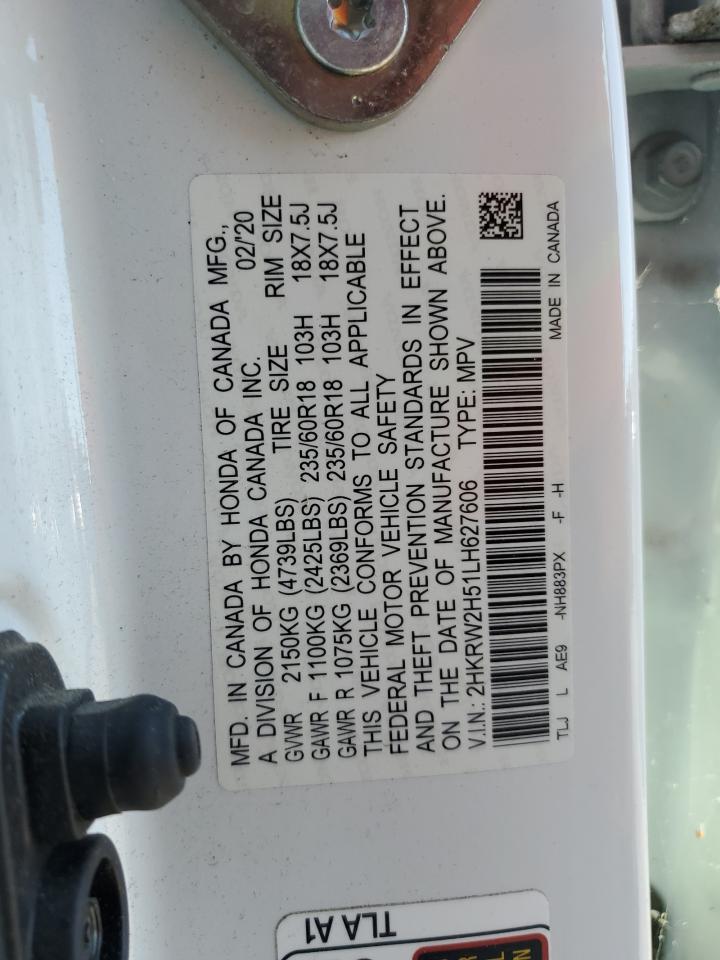 MFD. IN CANADA BY HONDA OF CANADA MFG.,
A DIVISION OF HONDA CANADA INC. 02/'20
GVWR 2150KG (4739LBS) TIRE SIZE RIM SIZE
GAWR F 1100KG (2425LBS) 235/60R18 103H 18X7.5J
GAWR R 1075KG (2369LBS) 235/60R18 103H 18X7.5J
THIS VEHICLE CONFORMS TO ALL APPLICABLE
FEDERAL MOTOR VEHICLE SAFETY
AND THEFT PREVENTION STANDARDS IN EFFECT
ON THE DATE OF MANUFACTURE SHOWN ABOVE.
V.I.N.: 2HKRW2H51LH627606 TYPE: MPV
TLJ L AE9 -NH883PX -F -H MADE IN CANADA
TLA A1